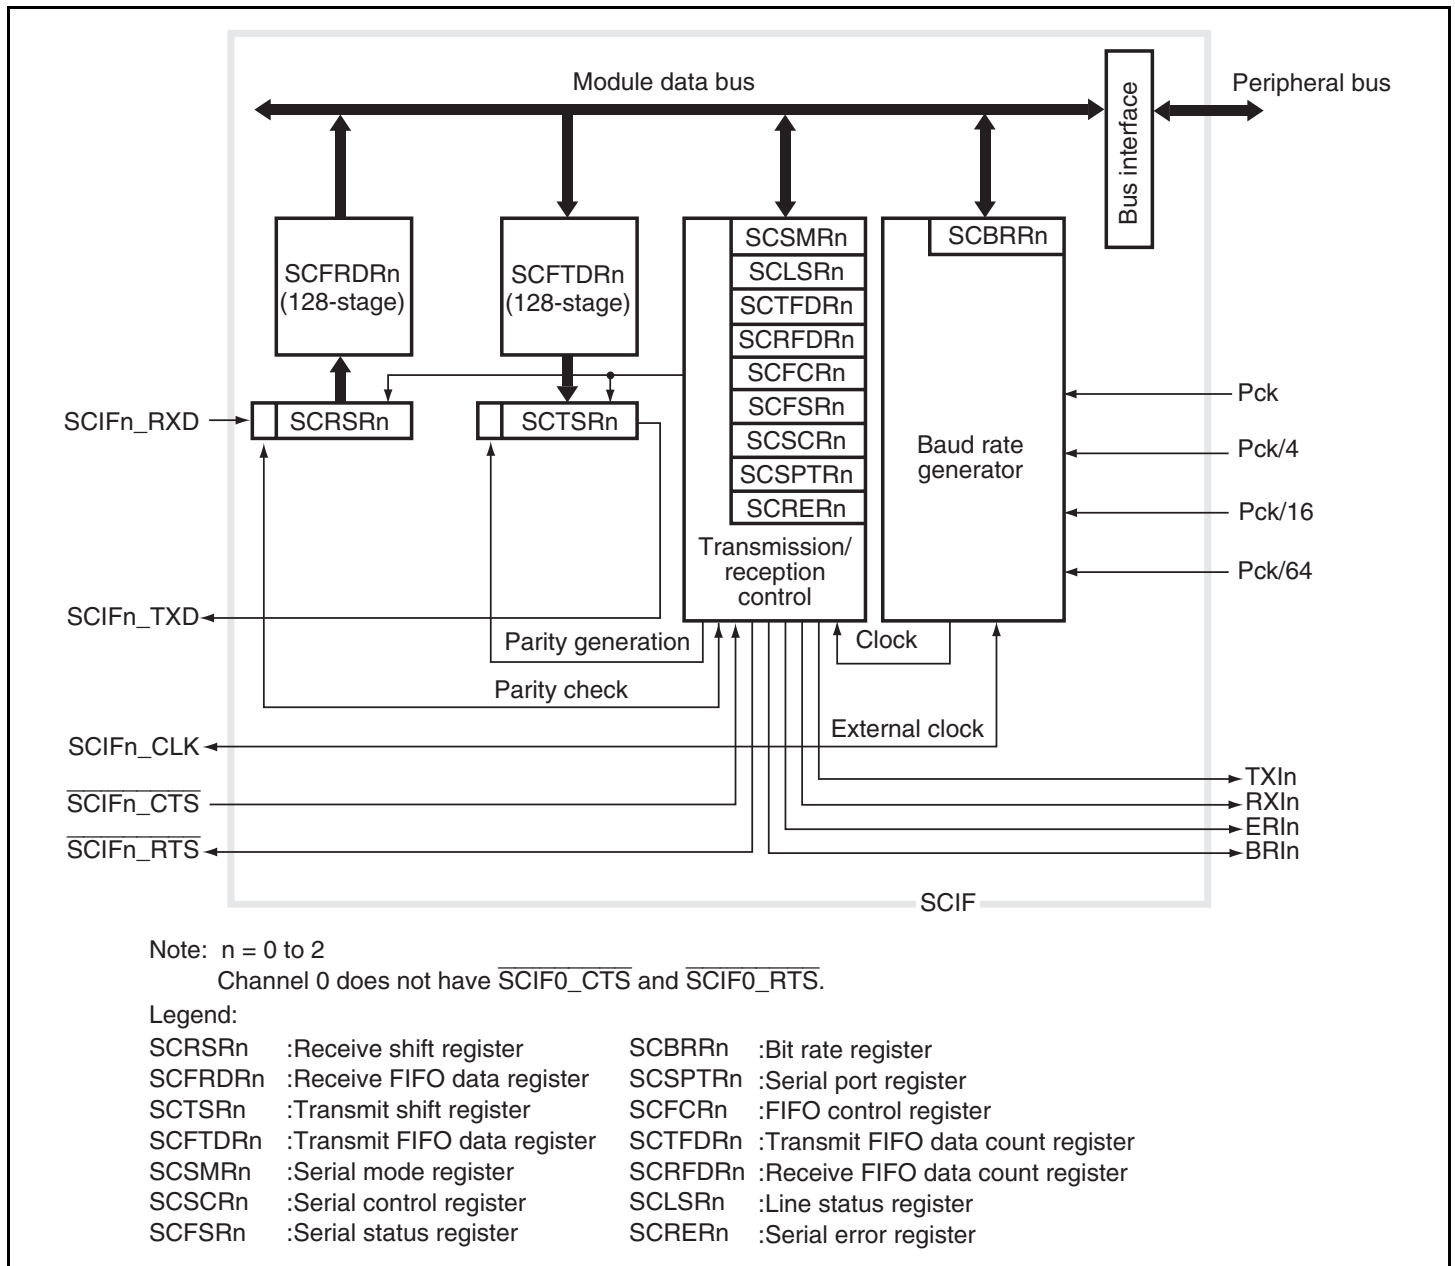 Module data bus
Peripheral bus
Bus interface
SCFRDRn
(128-stage)
SCFTDRn
(128-stage)
SCSMRn
SCLSRn
SCTFDRn
SCRFDRn
SCFCRn
SCFSRn
SCSCRn
SCSPTRn
SCRERn
Transmission/
reception
control
SCBRRn
Baud rate
generator
SCIFn_RXD
SCRSRn
SCTSRn
Pck
Pck/4
Pck/16
Pck/64
SCIFn_TXD
Parity generation
Clock
Parity check
External clock
SCIFn_CLK
SCIFn_CTS
SCIFn_RTS
TXIn
RXIn
ERIn
BRIn
SCIF
Note: n = 0 to 2
Channel 0 does not have SCIF0_CTS and SCIF0_RTS.
Legend:
SCRSRn :Receive shift register
SCFRDRn :Receive FIFO data register
SCTSRn :Transmit shift register
SCFTDRn :Transmit FIFO data register
SCSMRn :Serial mode register
SCSCRn :Serial control register
SCFSRn :Serial status register
SCBRRn :Bit rate register
SCSPTRn :Serial port register
SCFCRn :FIFO control register
SCTFDRn :Transmit FIFO data count register
SCRFDRn :Receive FIFO data count register
SCLSRn :Line status register
SCRERn :Serial error register